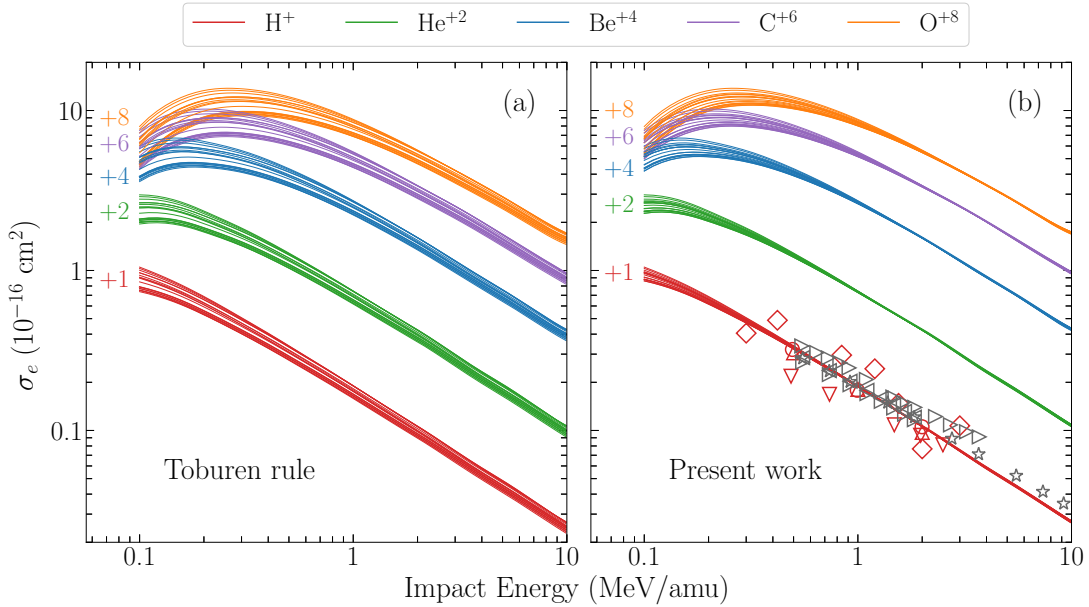 H⁺ He⁺² Be⁺⁴ C⁺⁶ O⁺⁸
σₑ (10⁻¹⁶ cm²)
10
1
0.1
(a)
+8
+6
+4
+2
+1
Toburen rule
0.1 1 10
(b)
+8
+6
+4
+2
+1
Present work
0.1 1 10
Impact Energy (MeV/amu)